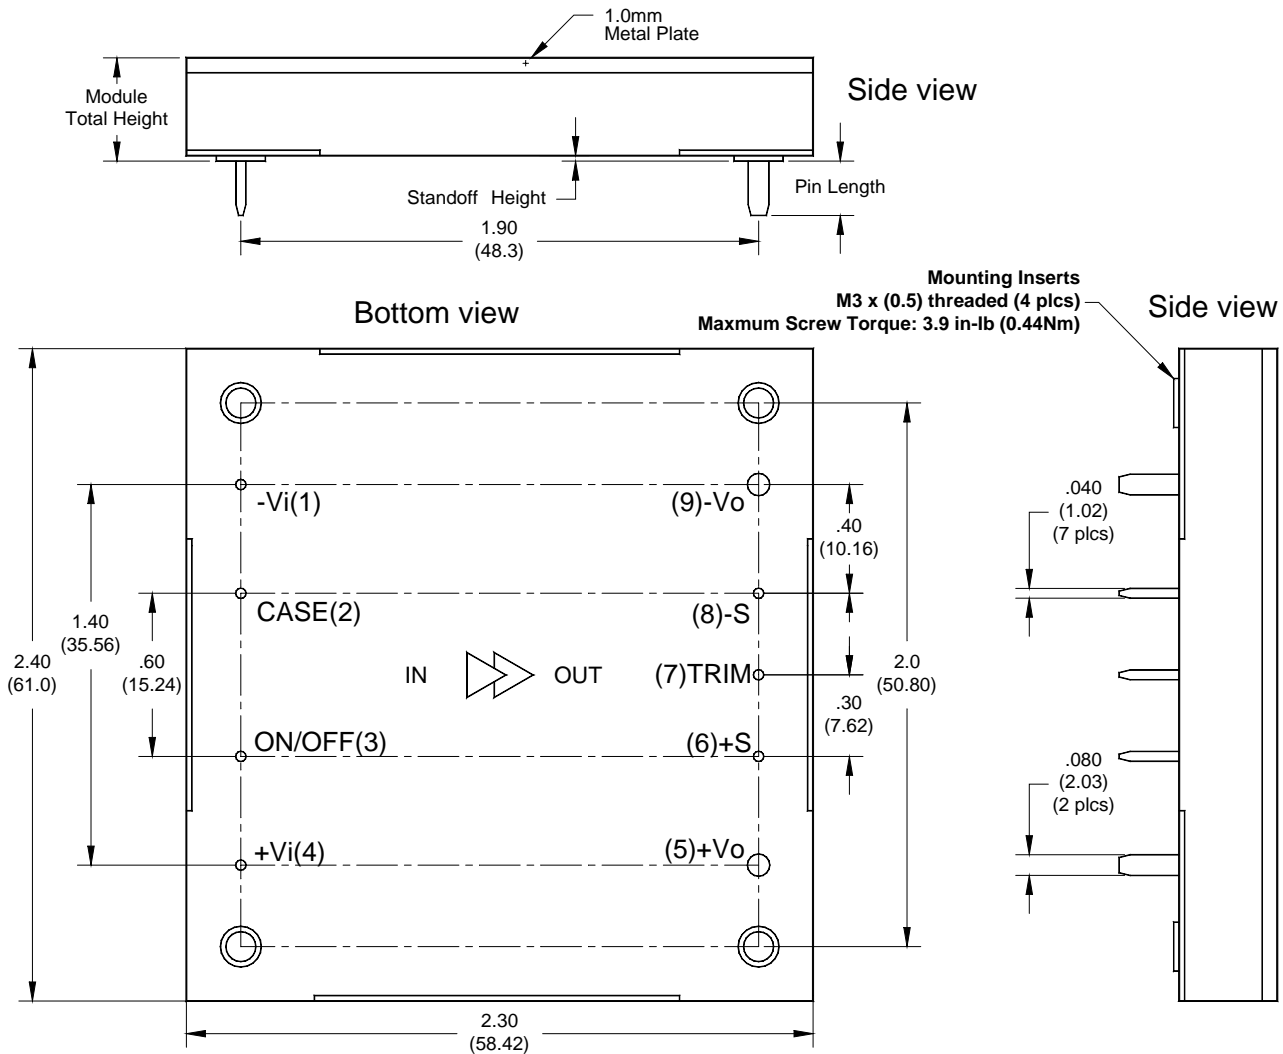 1.0mm
Metal Plate
Module
Total Height
Side view
Standoff Height
Pin Length
1.90
(48.3)
Mounting Inserts
M3 x (0.5) threaded (4 plcs)
Maxmum Screw Torque: 3.9 in-lb (0.44Nm)
Bottom view
Side view
-Vi(1)
(9)-Vo
.040
(1.02)
(7 plcs)
.40
(10.16)
CASE(2)
(8)-S
1.40
(35.56)
.60
(15.24)
2.40
(61.0)
IN
OUT
(7)TRIM
2.0
(50.80)
.30
(7.62)
ON/OFF(3)
(6)+S
.080
(2.03)
(2 plcs)
+Vi(4)
(5)+Vo
2.30
(58.42)